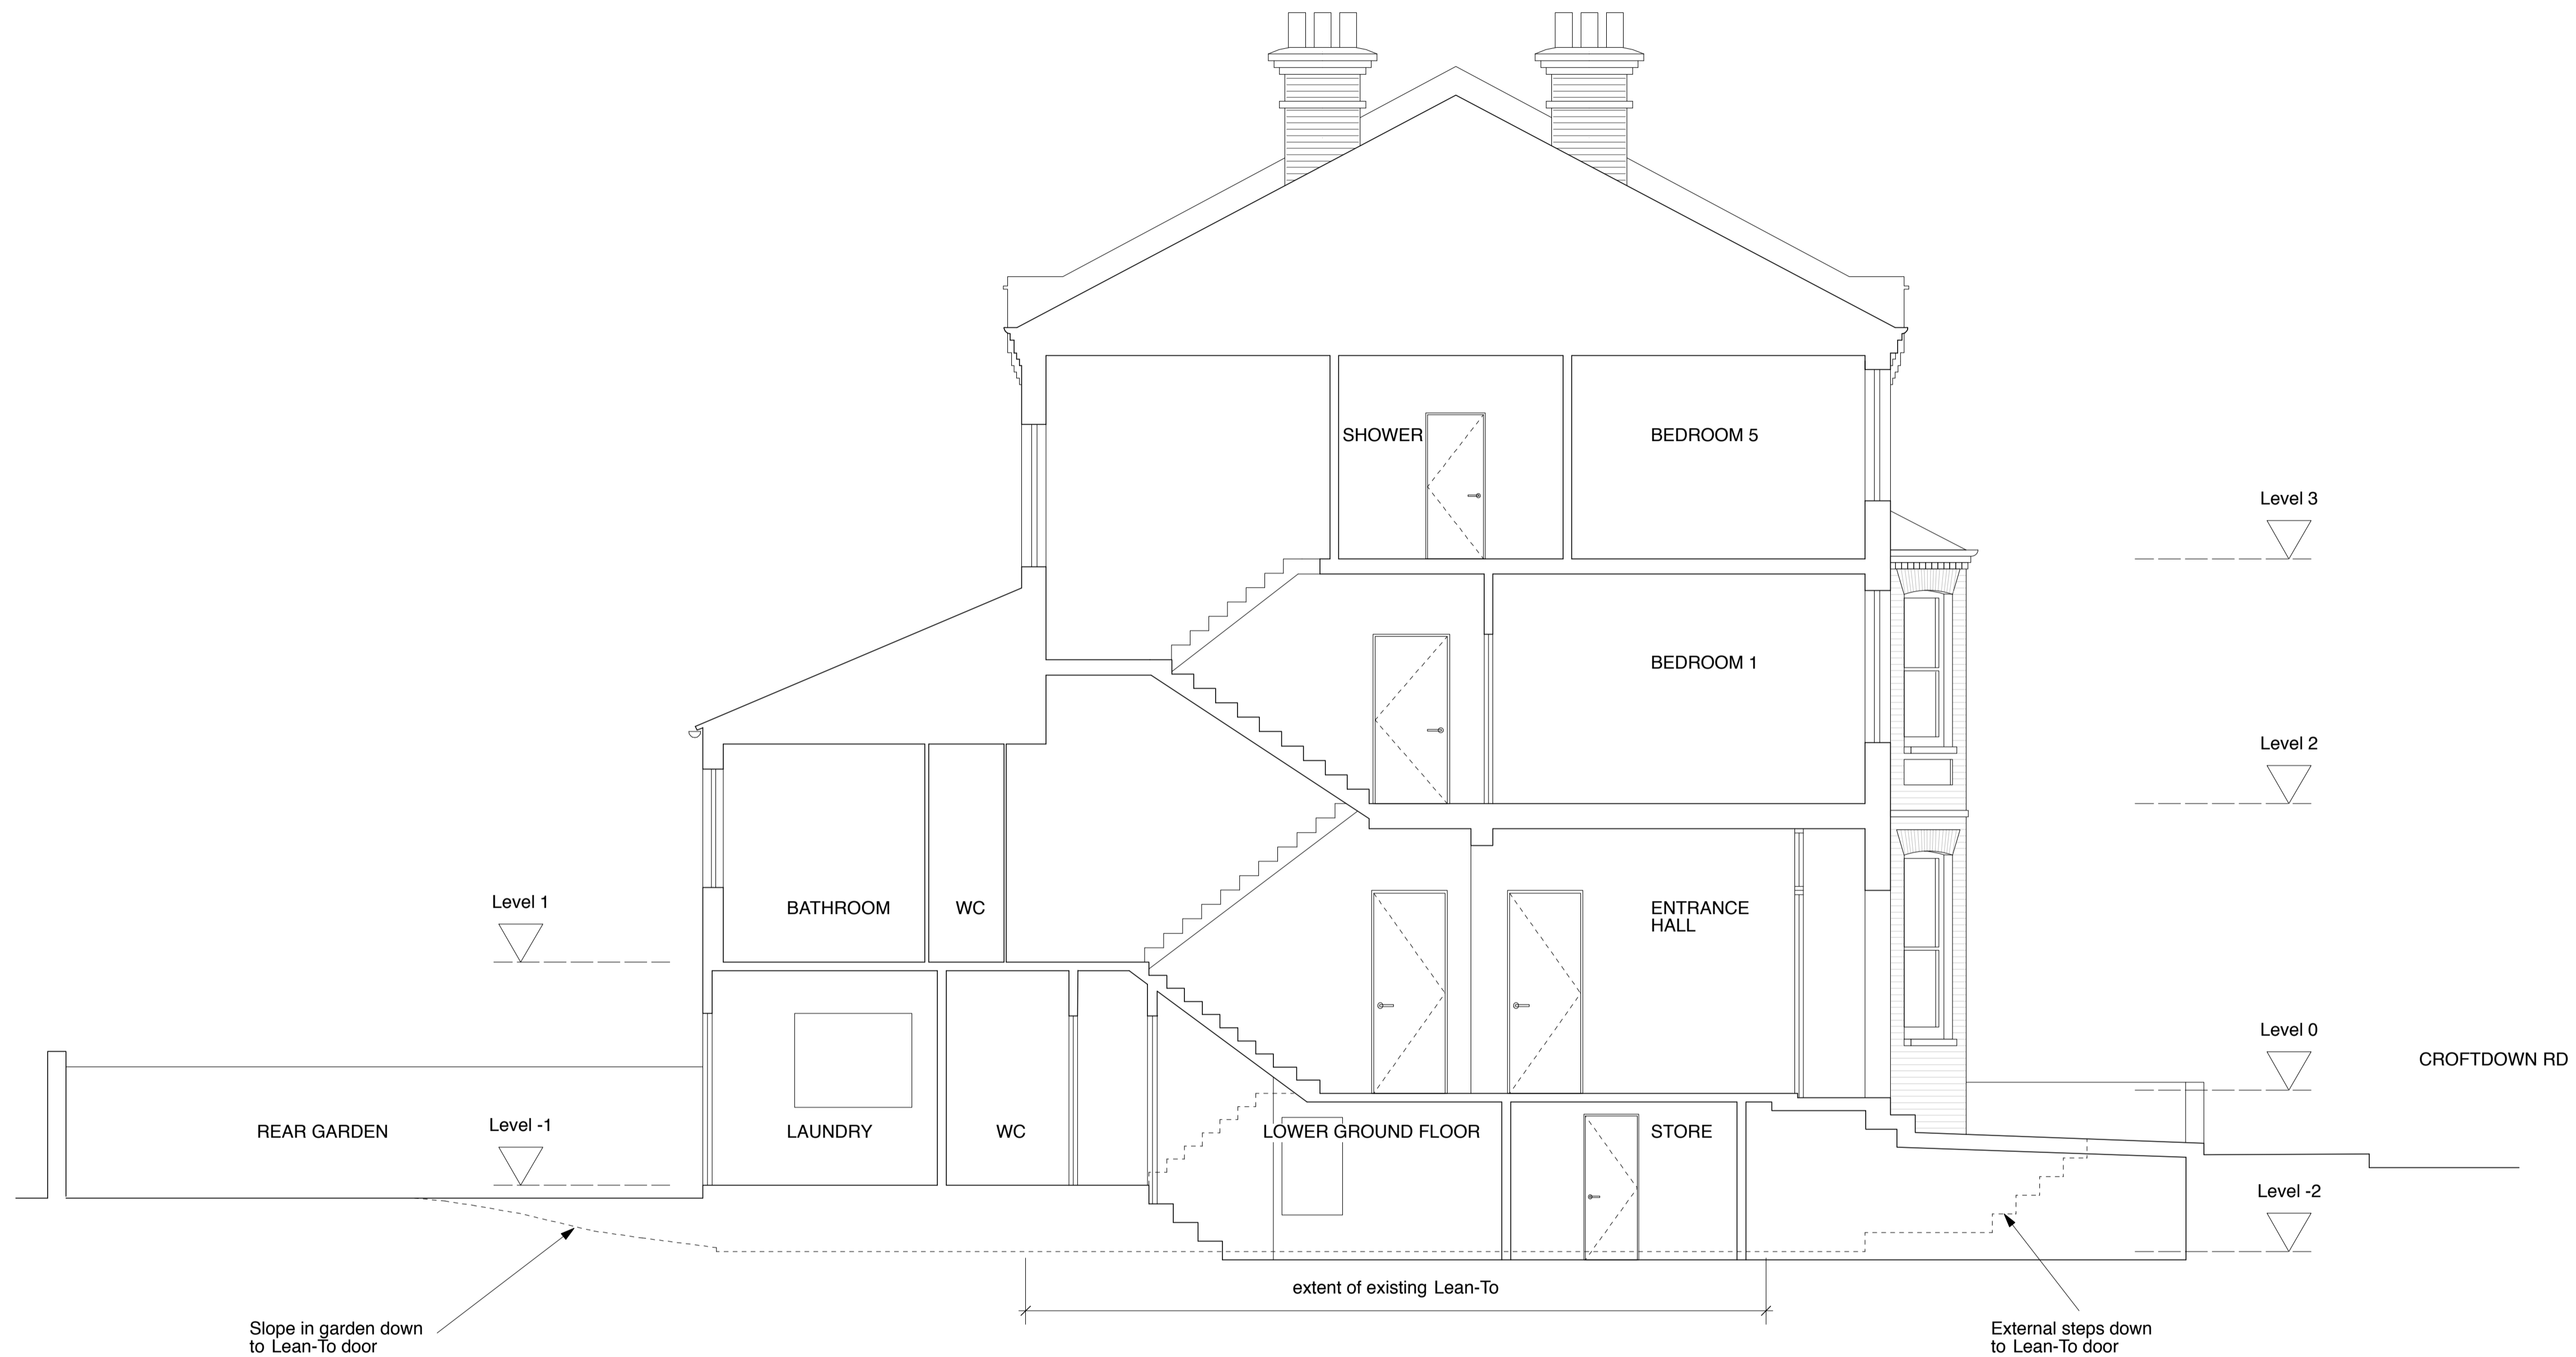 SHOWER
BEDROOM 5
Level 3
BEDROOM 1
Level 2
Level 1
BATHROOM
WC
ENTRANCE
HALL
Level 0
CROFTDOWN RD
REAR GARDEN
Level -1
LAUNDRY
WC
LOWER GROUND FLOOR
STORE
Level -2
extent of existing Lean-To
Slope in garden down
to Lean-To door
External steps down
to Lean-To door